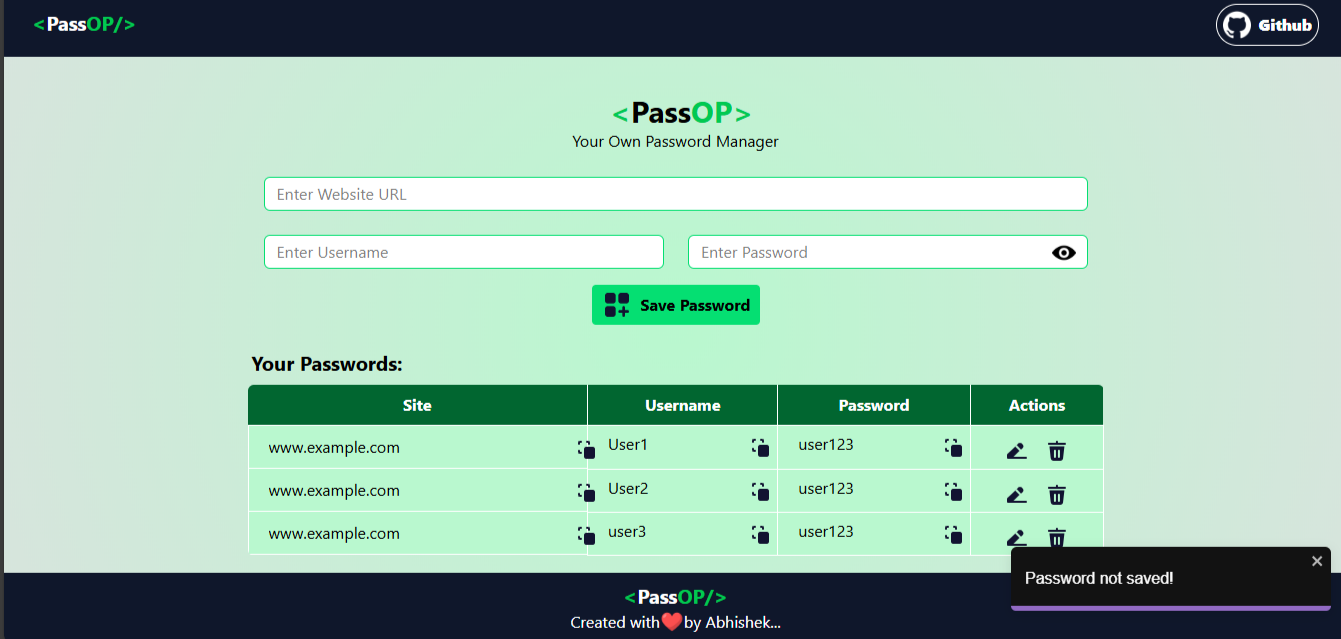 <PassOP/>
Github
<PassOP>
Your Own Password Manager
Enter Website URL
Enter Username
Enter Password
Save Password
Your Passwords:
Site Username Password Actions
www.example.com User1 user123
www.example.com User2 user123
www.example.com user3 user123
Password not saved!
<PassOP/>
Created with❤️by Abhishek...